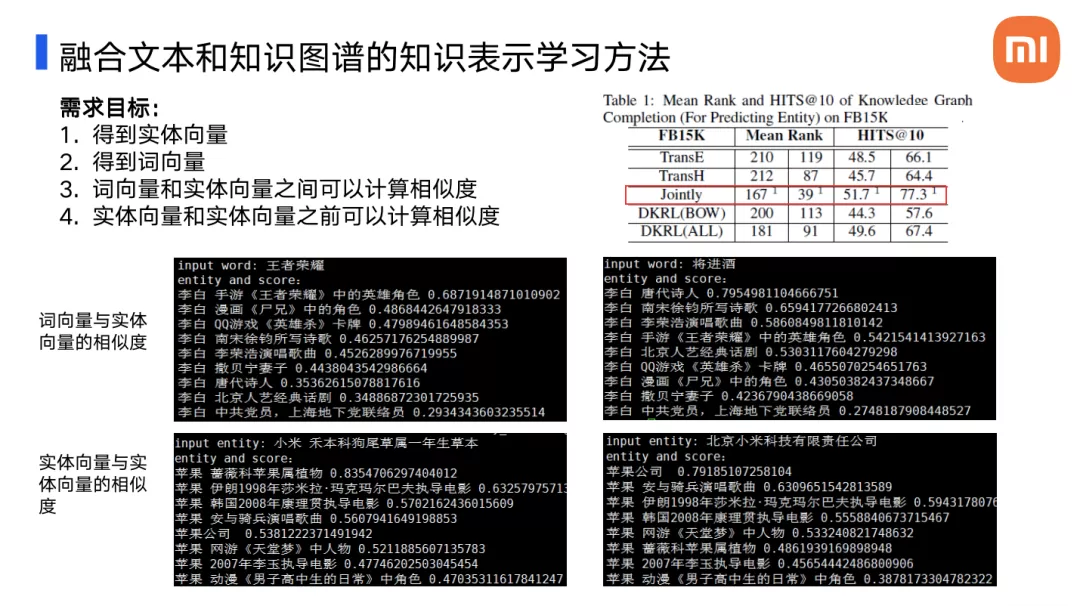 融合文本和知识图谱的知识表示学习方法
mi
需求目标:
1. 得到实体向量
2. 得到词向量
3. 词向量和实体向量之间可以计算相似度
4. 实体向量和实体向量之前可以计算相似度
Table 1: Mean Rank and HITS@10 of Knowledge Graph
Completion (For Predicting Entity) on FB15K
FB15K Mean Rank HITS@10
TransE 210 119 48.5 66.1
TransH 212 87 45.7 64.4
Jointly 167 1 39 1 51.7 1 77.3 1
DKRL(BOW) 200 113 44.3 57.6
DKRL(ALL) 181 91 49.6 67.4
词向量与实体
向量的相似度
input word: 王者荣耀
entity and score:
李白 手游《王者荣耀》中的英雄角色 0.6871914871010902
李白 漫画《尸兄》中的角色 0.4868442647918333
李白 QQ游戏《英雄杀》卡牌 0.47989461648584353
李白 南宋徐钧所写诗歌 0.46257176254889987
李白 李荣浩演唱歌曲 0.4526289976719955
李白 撒贝宁妻子 0.4438043542986664
李白 唐代诗人 0.35362615078817616
李白 北京人艺经典话剧 0.34886872301725935
李白 中共党员，上海地下党联络员 0.2934343603235514
input word: 将进酒
entity and score:
李白 唐代诗人 0.7954981104666751
李白 南宋徐钧所写诗歌 0.6594177266802413
李白 李荣浩演唱歌曲 0.5860849811810142
李白 手游《王者荣耀》中的英雄角色 0.5421541413927163
李白 北京人艺经典话剧 0.5303117604279298
李白 QQ游戏《英雄杀》卡牌 0.4655070254651763
李白 漫画《尸兄》中的角色 0.43050382437348667
李白 撒贝宁妻子 0.4236790438669058
李白 中共党员，上海地下党联络员 0.2748187908448527
实体向量与实
体向量的相似
度
input entity: 小米 禾本科狗尾草属一年生草本
entity and score:
苹果 蔷薇科苹果属植物 0.8354706297404012
苹果 伊朗1998年莎米拉·玛克玛尔巴夫执导电影 0.63257975713
苹果 韩国2008年康理贯执导电影 0.5702162436015609
苹果 安与骑兵演唱歌曲 0.5607941649198853
苹果公司 0.5381222371491942
苹果 网游《天堂梦》中人物 0.5211885607135783
苹果 2007年李玉执导电影 0.47746202503045454
苹果 动漫《男子高中生的日常》中角色 0.47035311617841247
input entity: 北京小米科技有限责任公司
entity and score:
苹果公司 0.79185107258104
苹果 安与骑兵演唱歌曲 0.6309651542813589
苹果 伊朗1998年莎米拉·玛克玛尔巴夫执导电影 0.5943178076
苹果 韩国2008年康理贯执导电影 0.5558840673715467
苹果 网游《天堂梦》中人物 0.533240821748632
苹果 蔷薇科苹果属植物 0.4861939169898948
苹果 2007年李玉执导电影 0.45654442486800906
苹果 动漫《男子高中生的日常》中角色 0.3878173304782322